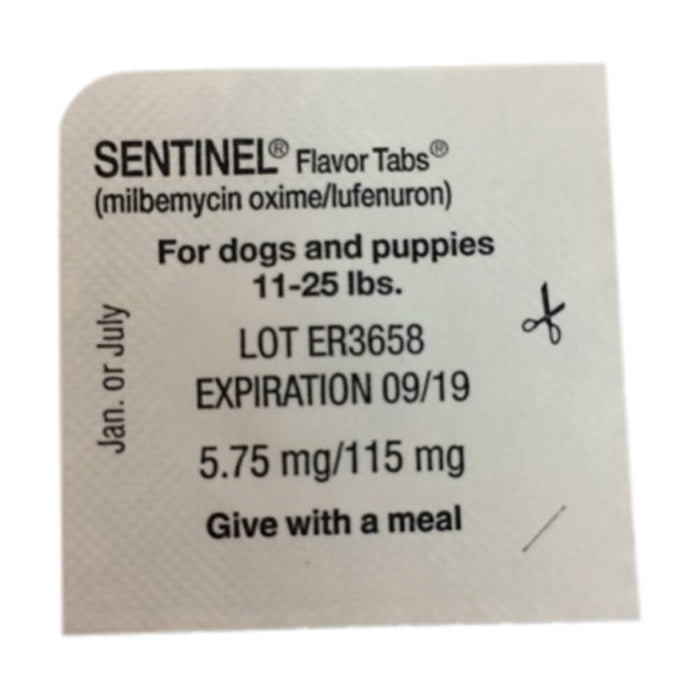 SENTINEL® Flavor Tabs®
(milbemycin oxime/lufenuron)
For dogs and puppies
11-25 lbs.
Jan. or July
LOT ER3658
EXPIRATION 09/19
5.75 mg/115 mg
Give with a meal